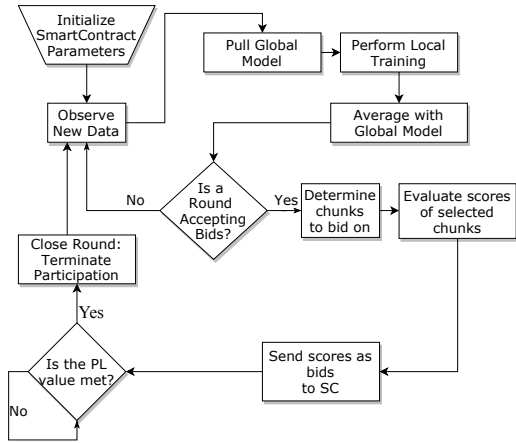 Initialize
SmartContract
Parameters
Pull Global
Model
Perform Local
Training
Observe
New Data
Average with
Global Model
No
Is a
Round
Accepting
Bids?
Yes
Determine
chunks
to bid on
Evaluate scores
of selected
chunks
Close Round:
Terminate
Participation
Yes
Is the PL
value met?
No
Send scores as
bids
to SC